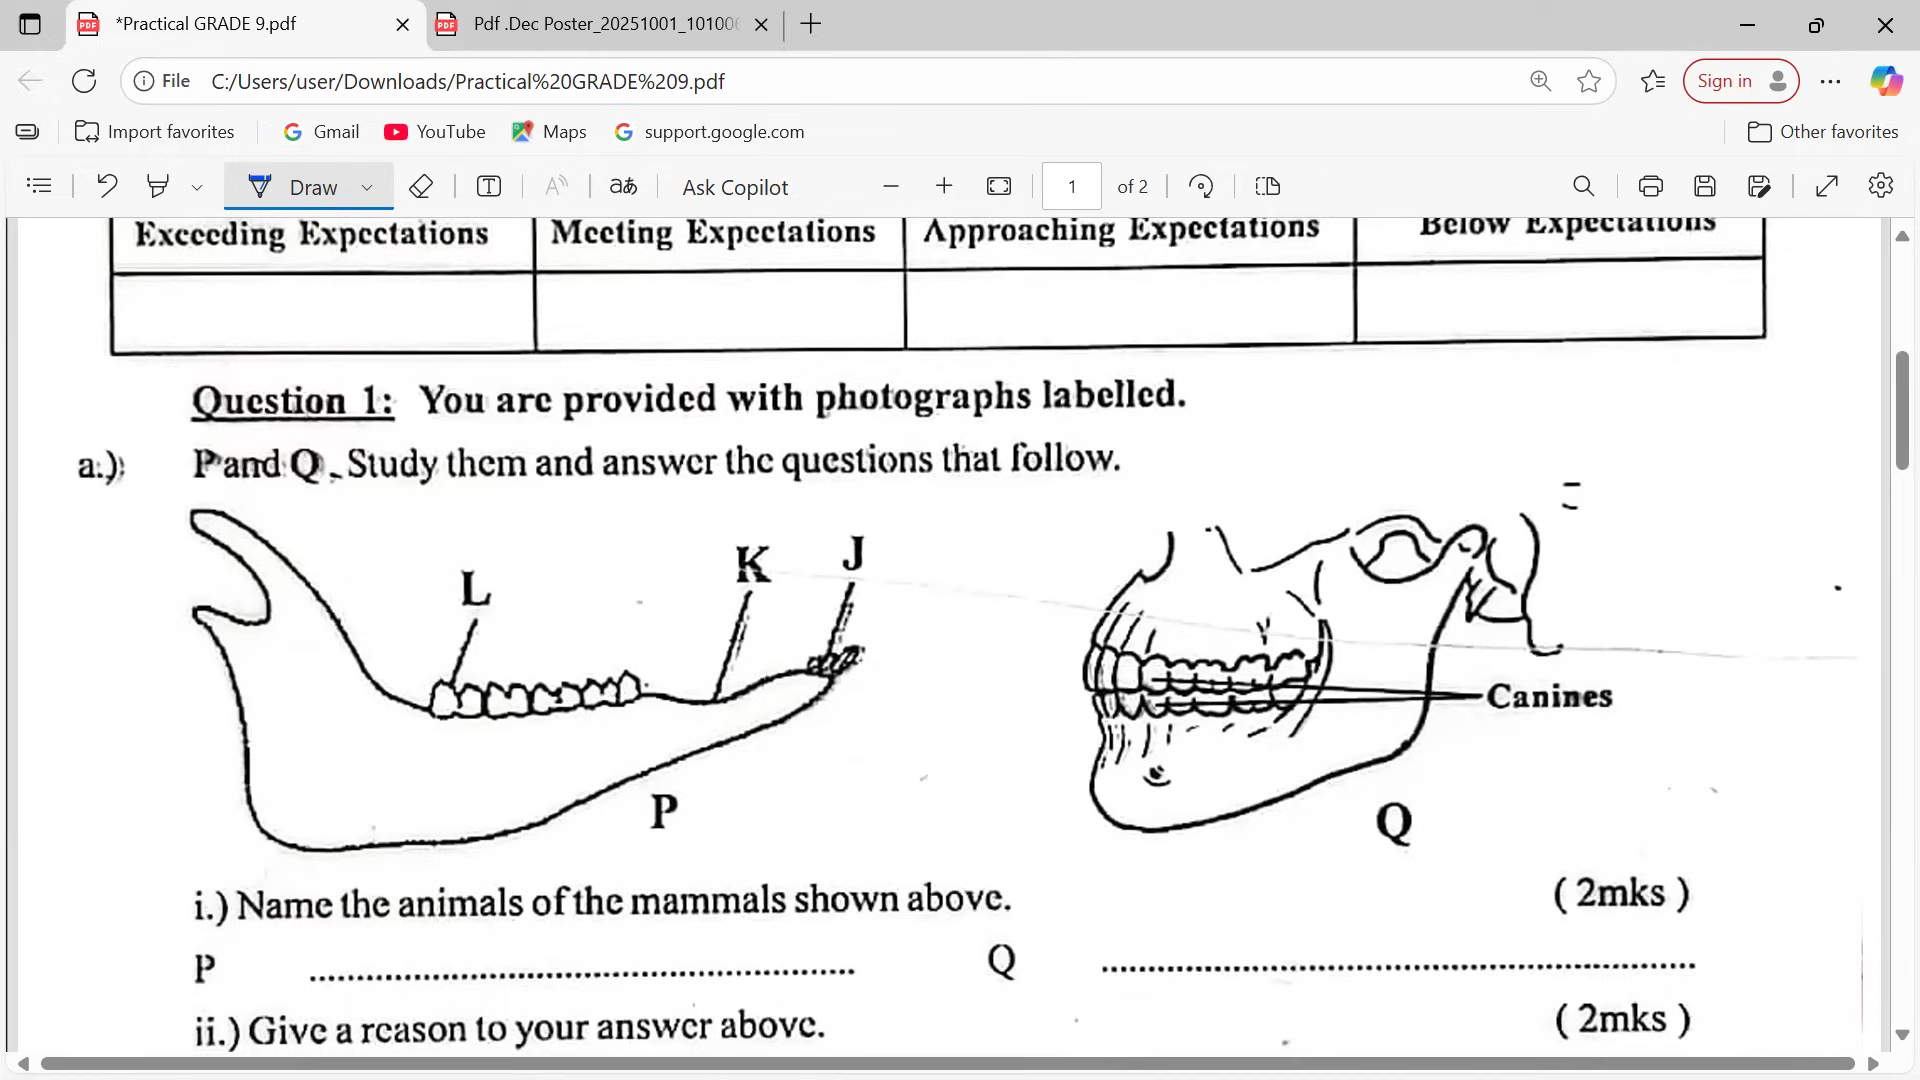 *Practical GRADE 9.pdf
Pdf .Dec Poster_20251001_10100
File C:/Users/user/Downloads/Practical%20GRADE%209.pdf
Sign in
Import favorites
Gmail
YouTube
Maps
support.google.com
Other favorites
Draw
Ask Copilot
1 of 2
Exceeding Expectations
Meeting Expectations
Approaching Expectations
Below Expectations
Question 1: You are provided with photographs labelled.
a.) P and Q. Study them and answer the questions that follow.
L
K
J
Canines
P
Q
i.) Name the animals of the mammals shown above. ( 2mks )
P ........................................................ Q ............................................................
ii.) Give a reason to your answer above. ( 2mks )